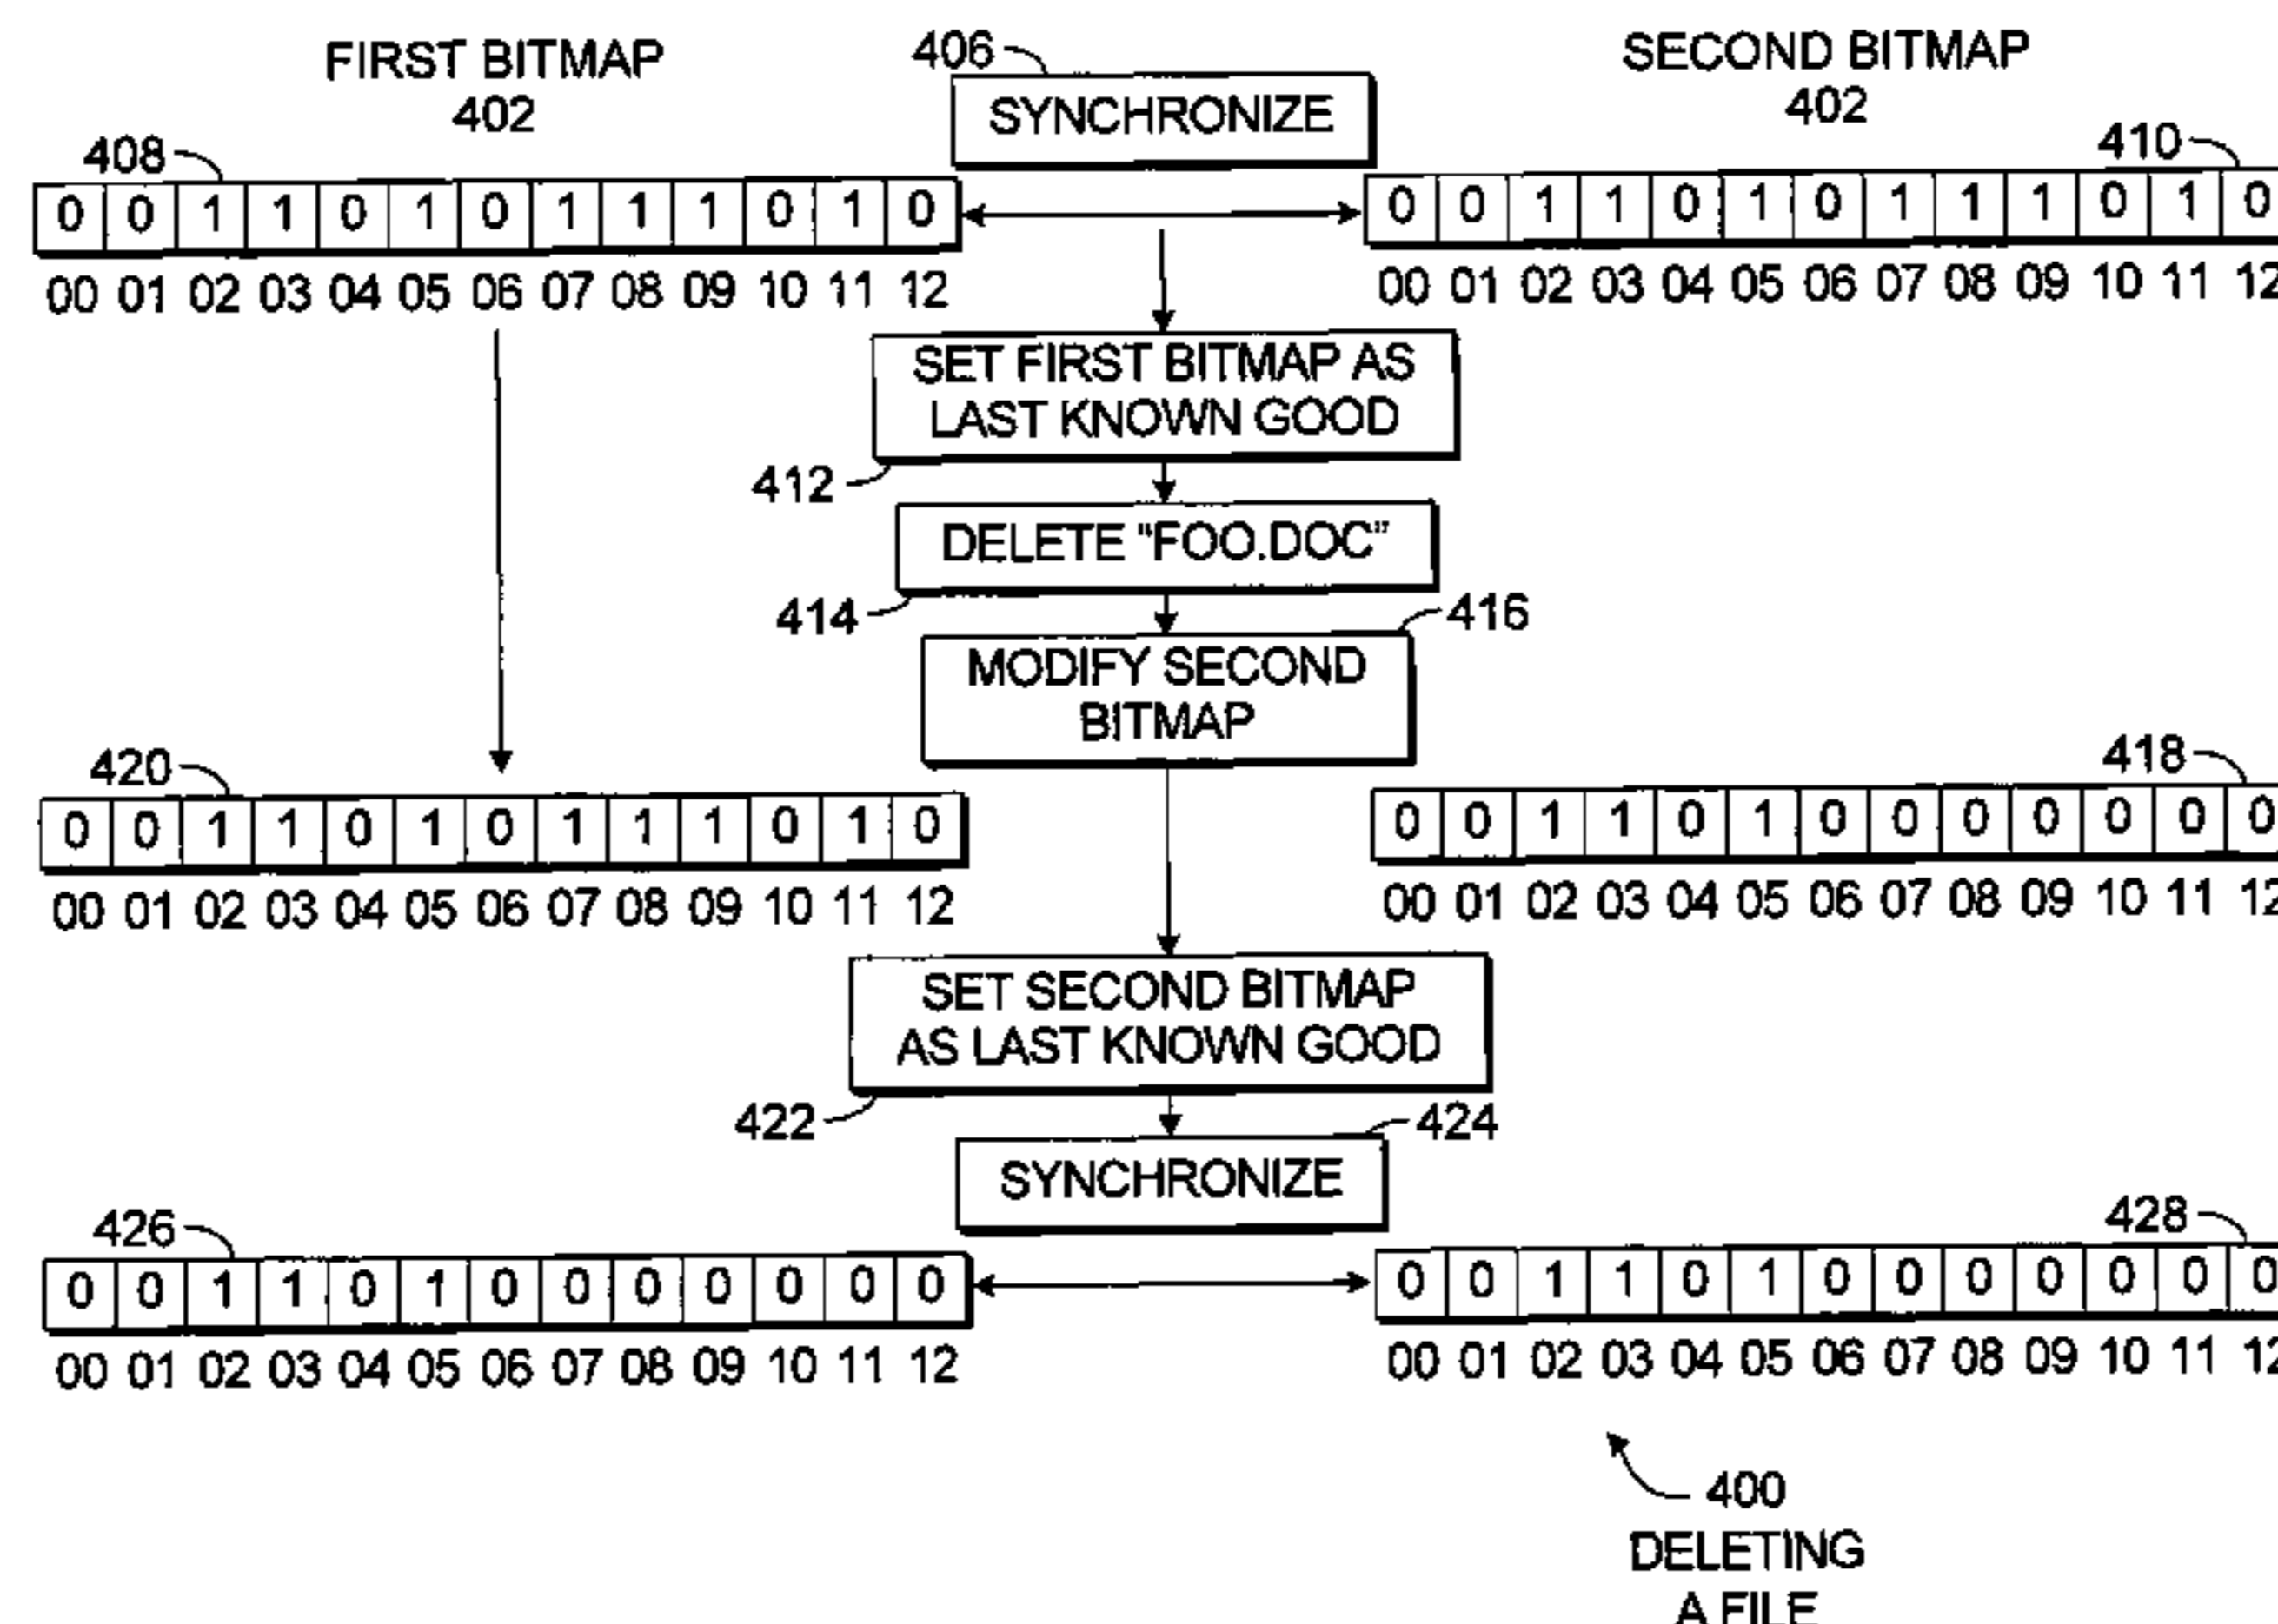 FIRST BITMAP
402
406
SYNCHRONIZE
SECOND BITMAP
402
408
410
0 0 1 1 0 1 0 1 1 1 0 1 0
0 0 1 1 0 1 0 1 1 1 0 1 0
00 01 02 03 04 05 06 07 08 09 10 11 12
00 01 02 03 04 05 06 07 08 09 10 11 12
SET FIRST BITMAP AS
LAST KNOWN GOOD
412
DELETE "FOO.DOC"
414
416
MODIFY SECOND
BITMAP
420
418
0 0 1 1 0 1 0 1 1 1 0 1 0
0 0 1 1 0 1 0 0 0 0 0 0 0
00 01 02 03 04 05 06 07 08 09 10 11 12
00 01 02 03 04 05 06 07 08 09 10 11 12
SET SECOND BITMAP
AS LAST KNOWN GOOD
422
424
SYNCHRONIZE
426
428
0 0 1 1 0 1 0 0 0 0 0 0 0
0 0 1 1 0 1 0 0 0 0 0 0 0
00 01 02 03 04 05 06 07 08 09 10 11 12
00 01 02 03 04 05 06 07 08 09 10 11 12
400
DELETING
A FILE